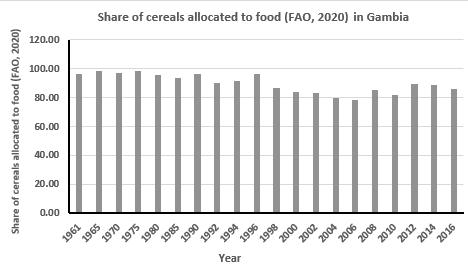 Share of cereals allocated to food (FAO, 2020) in Gambia
Share of cereals allocated to food (FAO, 2020)
120.00
100.00
80.00
60.00
40.00
20.00
0.00
1961 1965 1970 1975 1980 1985 1990 1992 1994 1996 1998 2000 2002 2004 2006 2008 2010 2012 2014 2016
Year